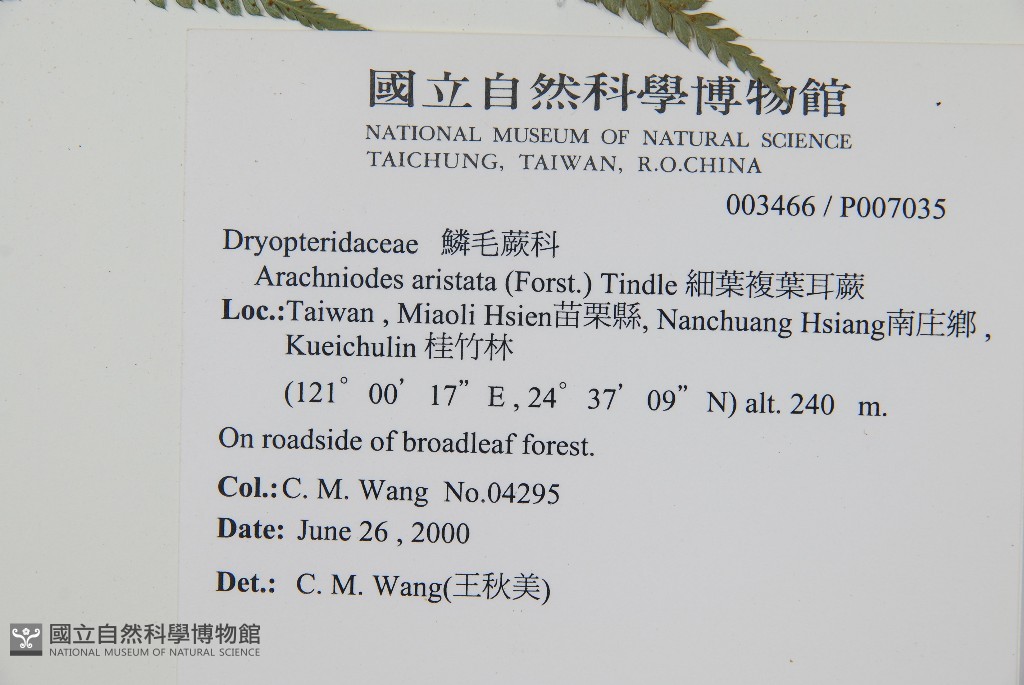 國立自然科學博物館
NATIONAL MUSEUM OF NATURAL SCIENCE
TAICHUNG, TAIWAN, R.O.CHINA
003466 / P007035
Dryopteridaceae 鱗毛蕨科
Arachniodes aristata (Forst.) Tindle 細葉複葉耳蕨
Loc.:Taiwan , Miaoli Hsien苗栗縣, Nanchuang Hsiang南庄鄉 ,
Kueichulin 桂竹林
(121° 00’ 17” E , 24° 37’ 09” N) alt. 240 m.
On roadside of broadleaf forest.
Col.: C. M. Wang No.04295
Date: June 26 , 2000
Det.: C. M. Wang(王秋美)
國立自然科學博物館
NATIONAL MUSEUM OF NATURAL SCIENCE